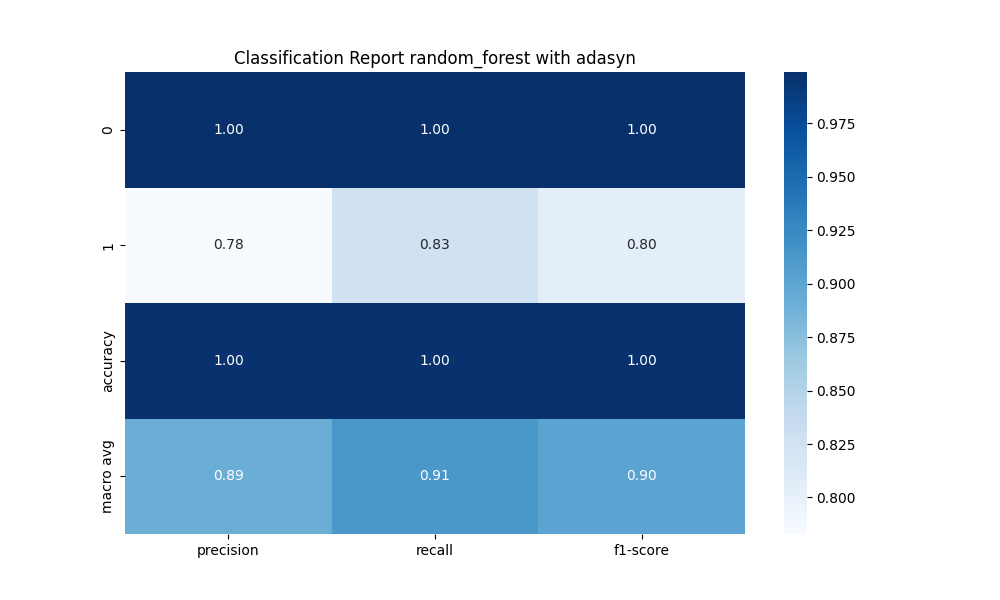 Classification Report random_forest with adasyn
0 1.00 1.00 1.00
1 0.78 0.83 0.80
accuracy 1.00 1.00 1.00
macro avg 0.89 0.91 0.90
precision recall f1-score
0.975
0.950
0.925
0.900
0.875
0.850
0.825
0.800